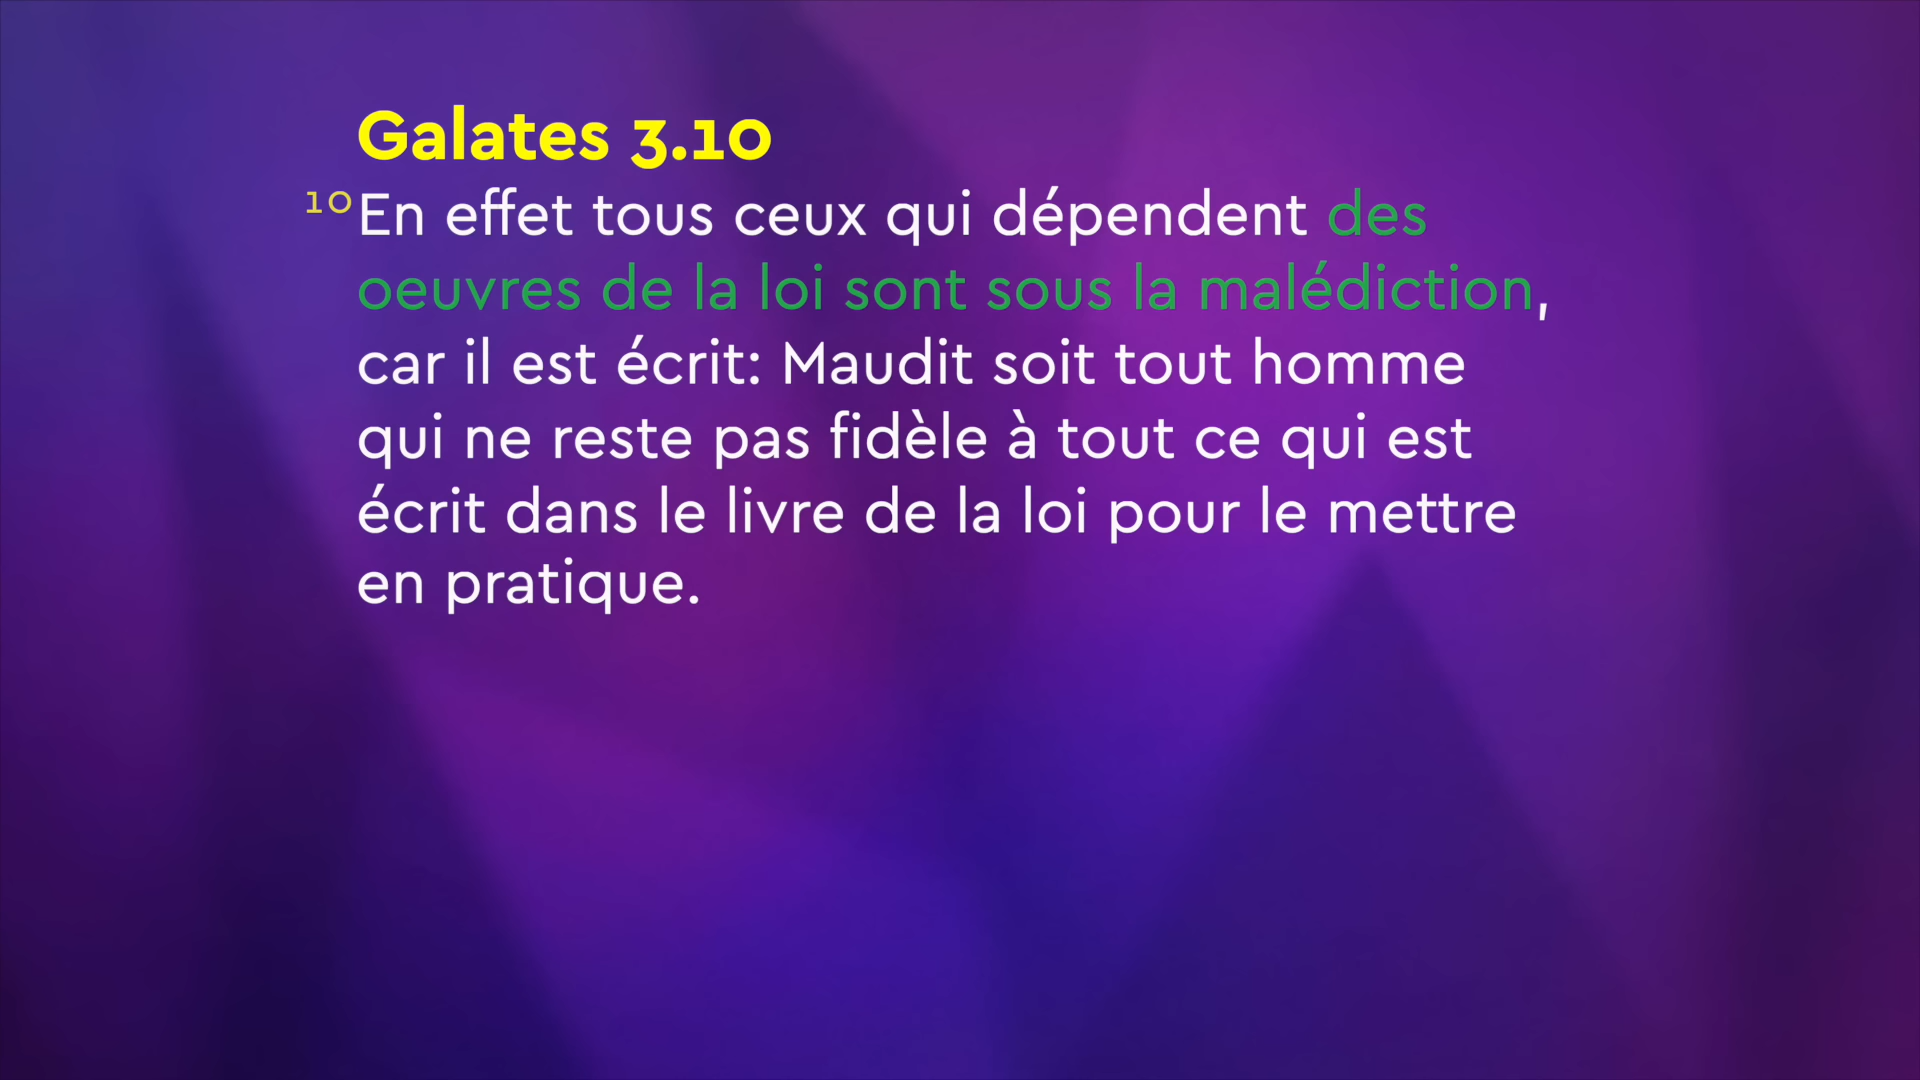 Galates 3.10
10 En effet tous ceux qui dépendent des
oeuvres de la loi sont sous la malédiction,
car il est écrit: Maudit soit tout homme
qui ne reste pas fidèle à tout ce qui est
écrit dans le livre de la loi pour le mettre
en pratique.